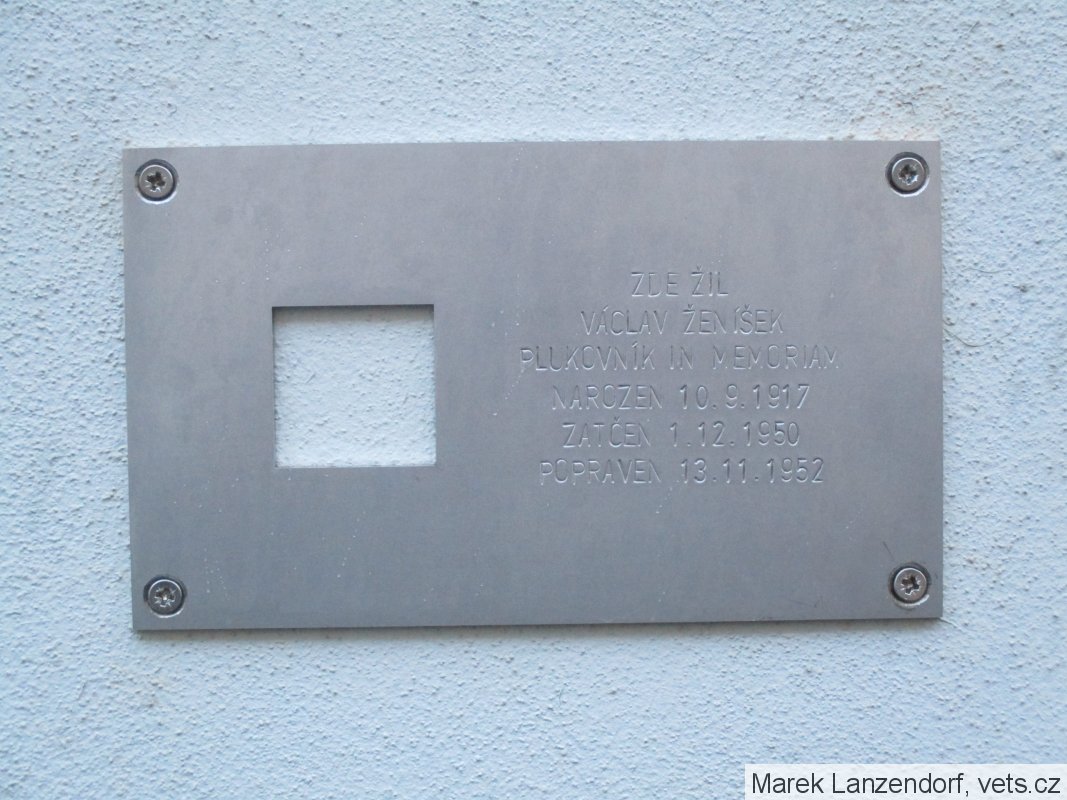 ZDE ŽIL
VÁCLAV ŽENÍŠEK
PLUKOVNÍK IN MEMORIAM
NAROZEN 10.9.1917
ZATČEN 1.12.1950
POPRAVEN 13.11.1952
Marek Lanzendorf, vets.cz